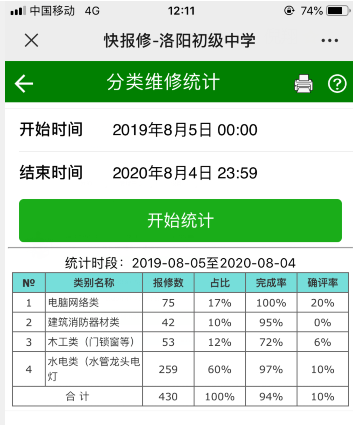 中国移动 4G 12:11 74%
快报修-洛阳初级中学
分类维修统计
开始时间 2019年8月5日 00:00
结束时间 2020年8月4日 23:59
开始统计
统计时段：2019-08-05至2020-08-04
№ 类别名称 报修数 占比 完成率 确评率
1 电脑网络类 75 17% 100% 20%
2 建筑消防器材类 42 10% 95% 0%
3 木工类（门锁窗等） 53 12% 72% 6%
4 水电类（水管龙头电
灯 259 60% 97% 10%
合 计 430 100% 94% 10%